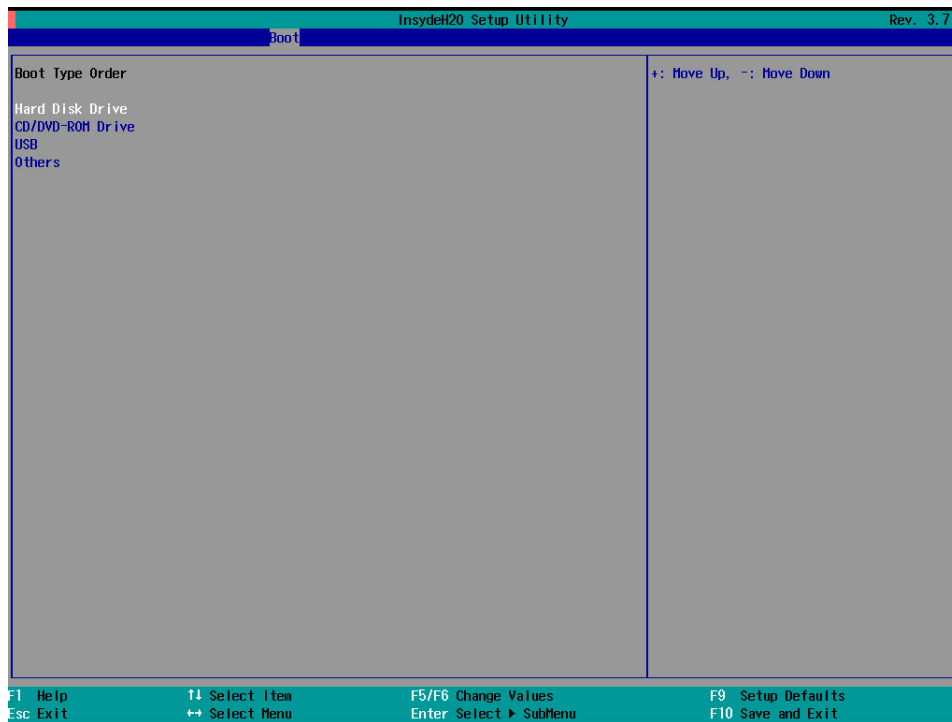 InsydeH20 Setup Utility Rev. 3.7
Boot
Boot Type Order
+: Move Up, -: Move Down
Hard Disk Drive
CD/DVD-ROM Drive
USB
Others
F1 Help ↑↓ Select Item F5/F6 Change Values F9 Setup Defaults
Esc Exit ↔ Select Menu Enter Select ▶ SubMenu F10 Save and Exit